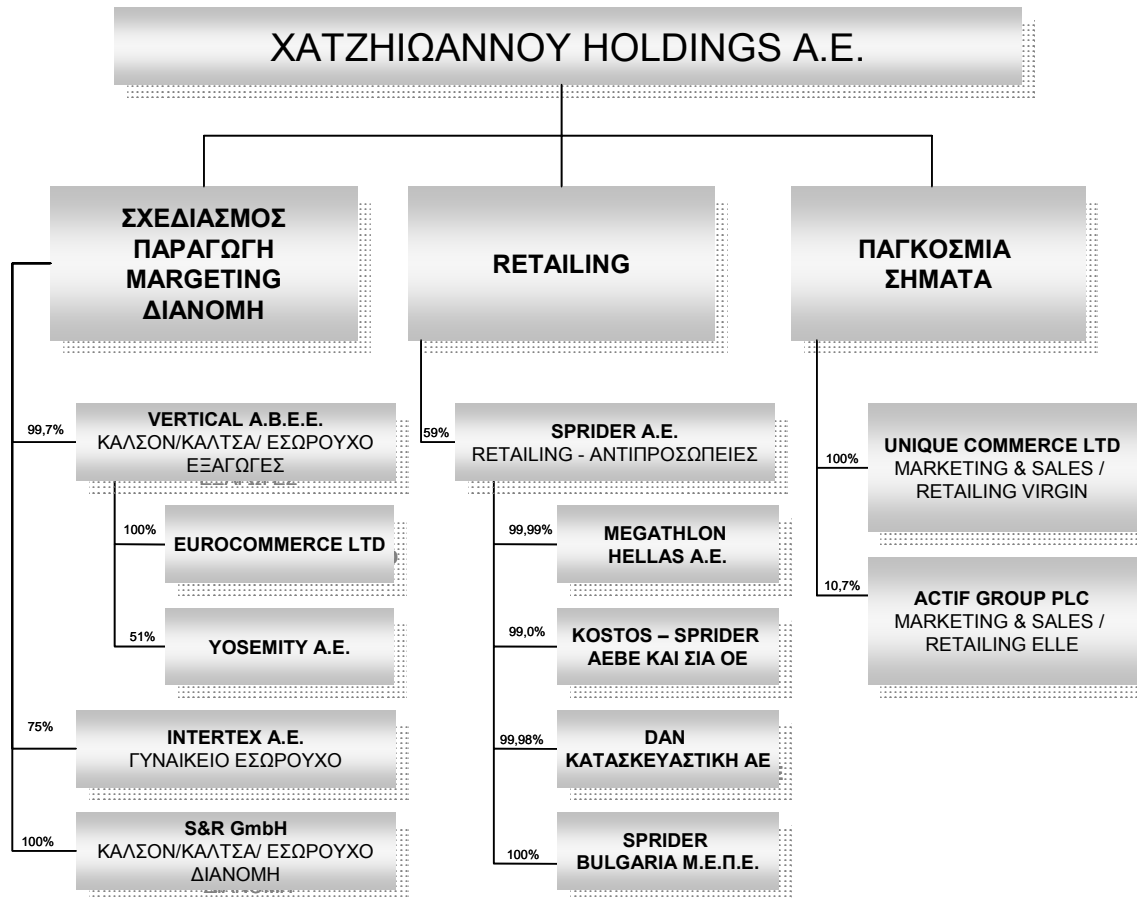 ΧΑΤΖΗΙΩΑΝΝΟΥ HOLDINGS Α.Ε.
ΣΧΕΔΙΑΣΜΟΣ
ΠΑΡΑΓΩΓΗ
MARGETING
ΔΙΑΝΟΜΗ
RETAILING
ΠΑΓΚΟΣΜΙΑ
ΣΗΜΑΤΑ
99,7%
VERTICAL Α.Β.Ε.Ε.
ΚΑΛΣΟΝ/ΚΑΛΤΣΑ/ ΕΣΩΡΟΥΧΟ
ΕΞΑΓΩΓΕΣ
100%
EUROCOMMERCE LTD
51%
YOSEMITY Α.Ε.
75%
INTERTEX Α.Ε.
ΓΥΝΑΙΚΕΙΟ ΕΣΩΡΟΥΧΟ
100%
S&R GmbH
ΚΑΛΣΟΝ/ΚΑΛΤΣΑ/ ΕΣΩΡΟΥΧΟ
ΔΙΑΝΟΜΗ
59%
SPRIDER Α.Ε.
RETAILING - ΑΝΤΙΠΡΟΣΩΠΕΙΕΣ
99,99%
MEGATHLON
HELLAS Α.Ε.
99,0%
KOSTOS – SPRIDER
ΑΕΒΕ ΚΑΙ ΣΙΑ ΟΕ
99,98%
DAN
ΚΑΤΑΣΚΕΥΑΣΤΙΚΗ ΑΕ
100%
SPRIDER
BULGARIA Μ.Ε.Π.Ε.
100%
UNIQUE COMMERCE LTD
MARKETING & SALES /
RETAILING VIRGIN
10,7%
ACTIF GROUP PLC
MARKETING & SALES /
RETAILING ELLE